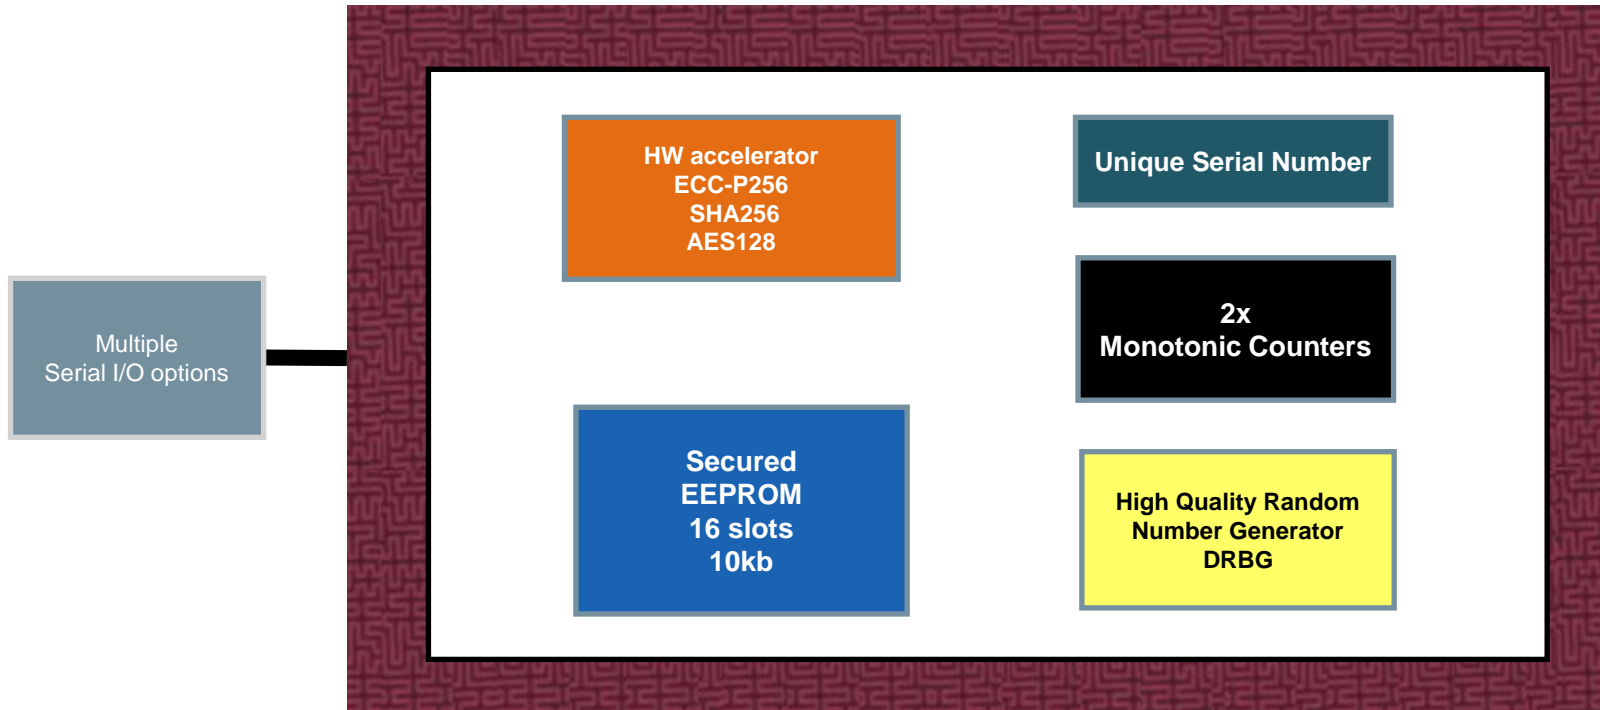 Multiple
Serial I/O options
HW accelerator
ECC-P256
SHA256
AES128
Secured
EEPROM
16 slots
10kb
Unique Serial Number
2x
Monotonic Counters
High Quality Random
Number Generator
DRBG